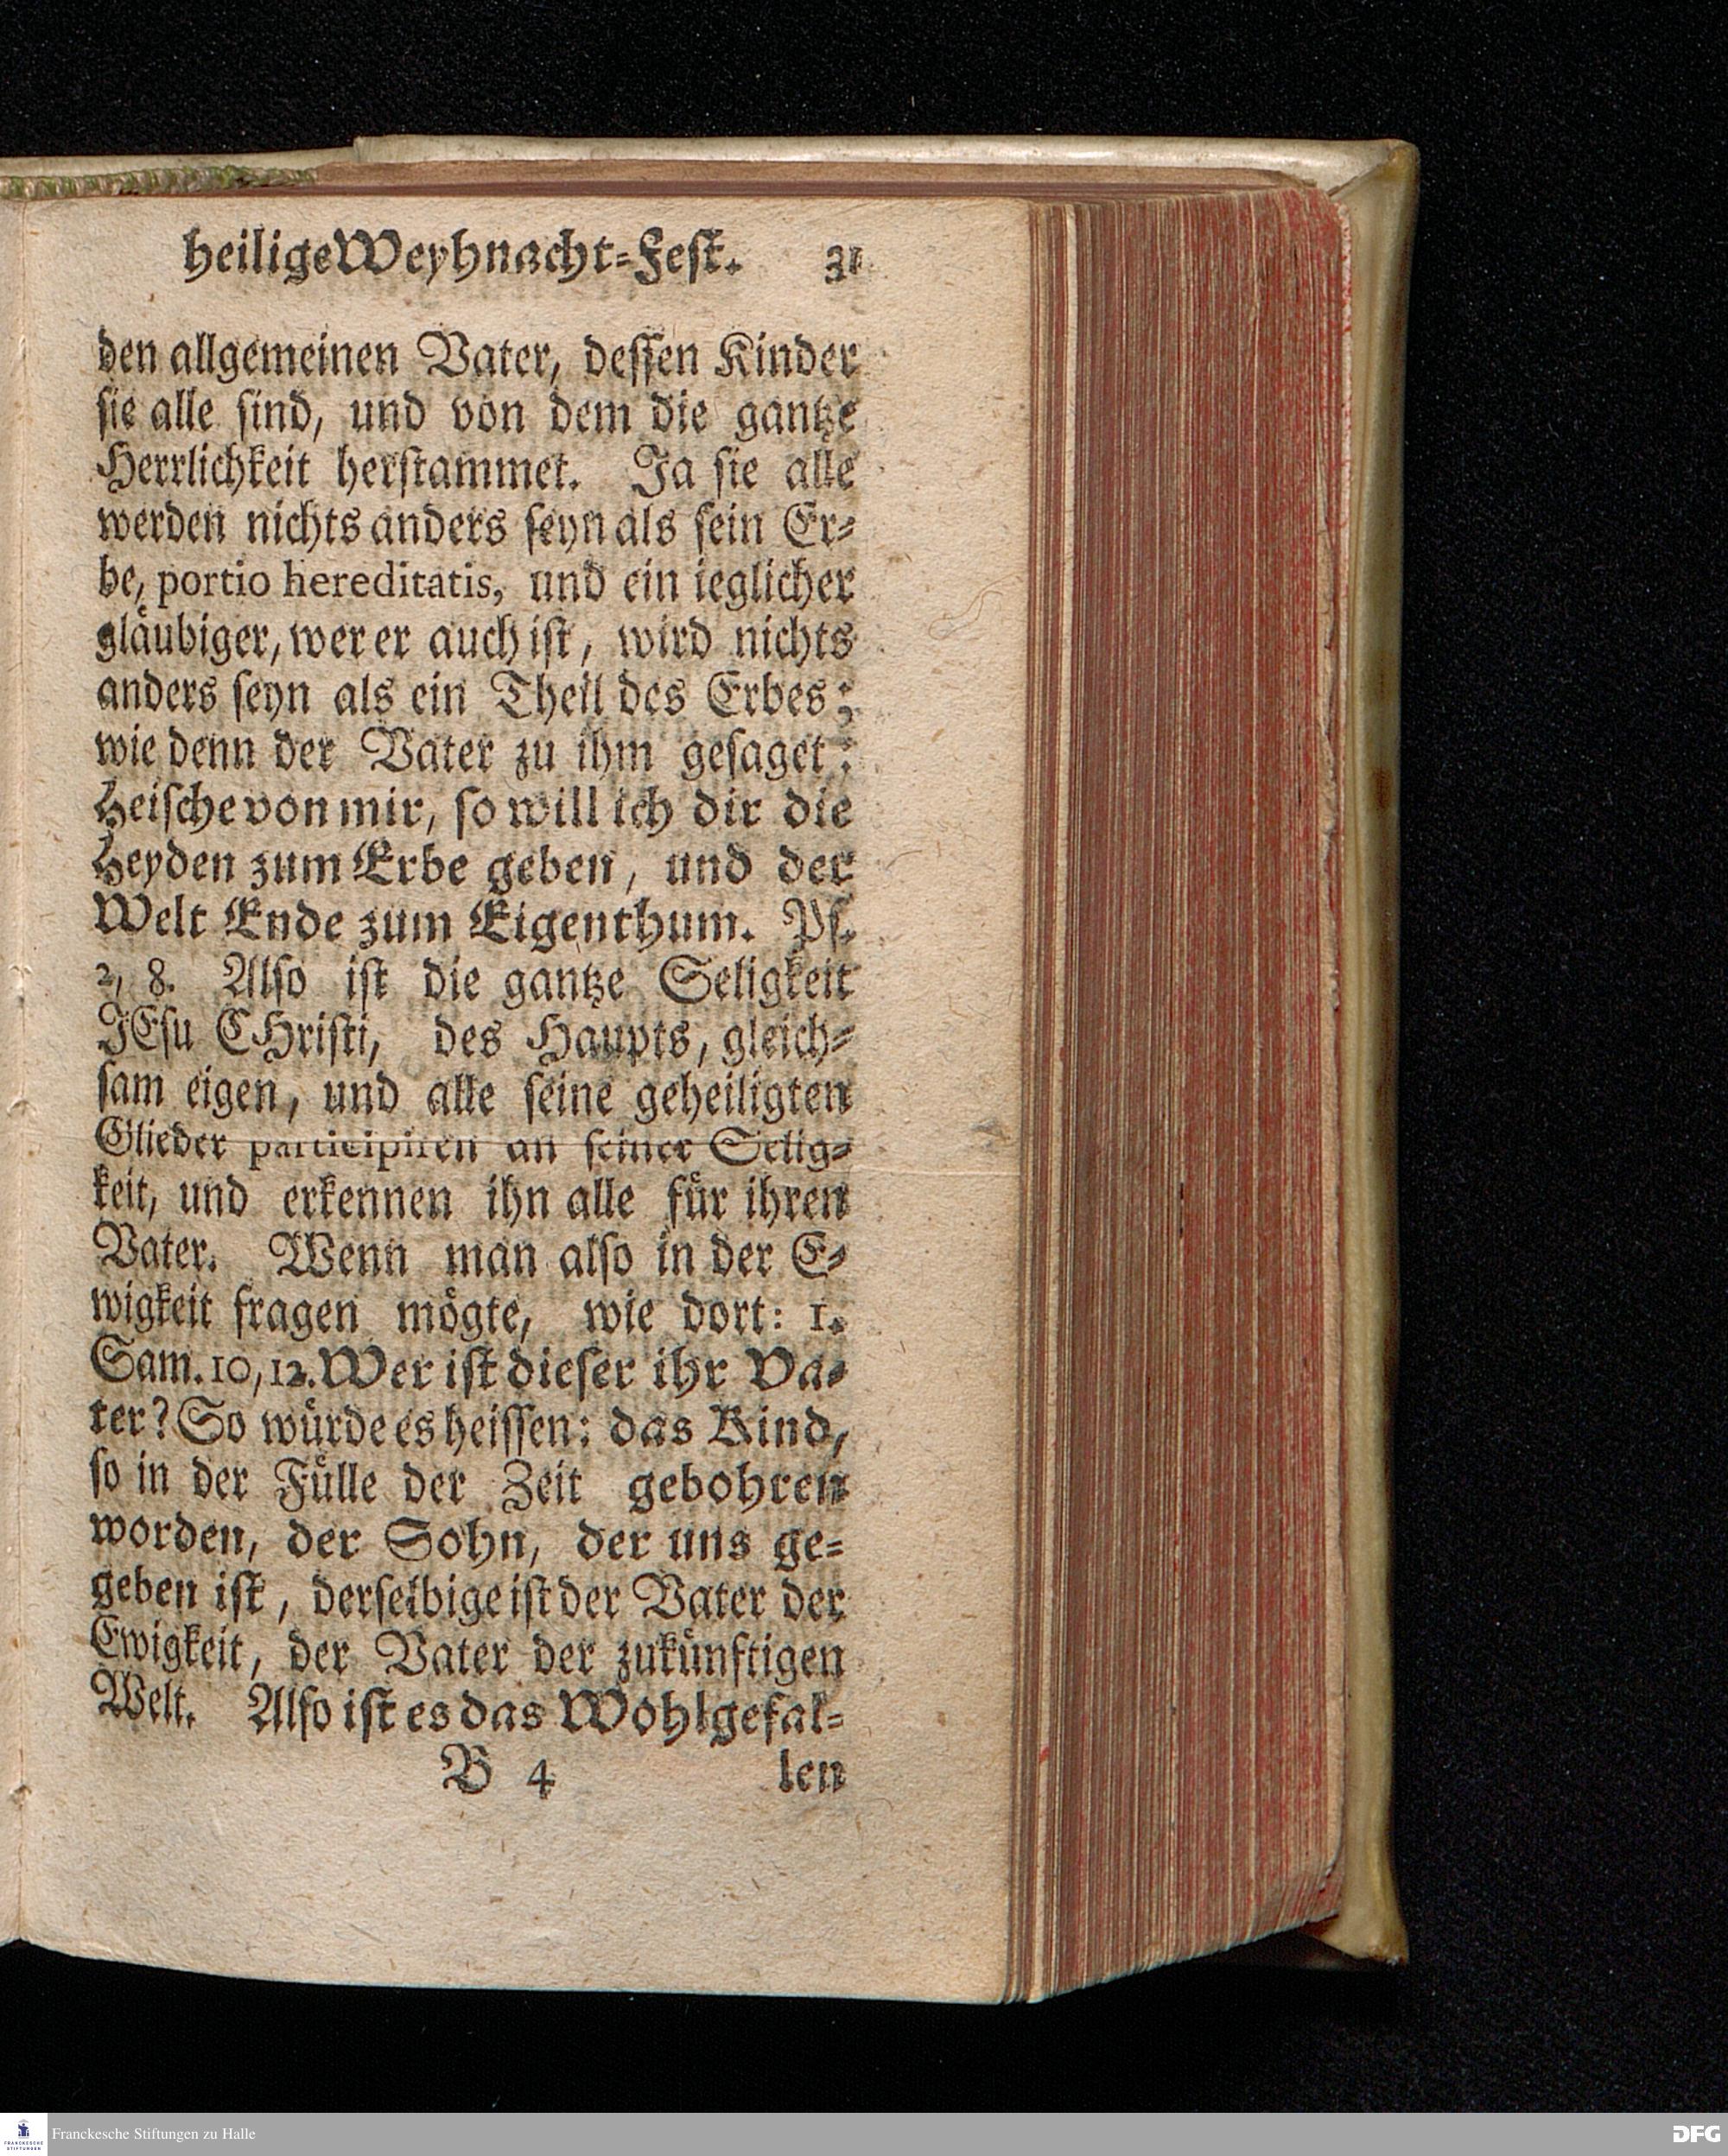 heilige Weyhnacht-Fest. 31
den allgemeinen Vater, dessen Kinder
sie alle sind, und von dem die gantze
Herrlichkeit herstammet. Ja sie alle
werden nichts anders seyn als sein Er-
be, portio hereditatis, und ein ieglicher
gläubiger, wer er auch ist, wird nichts
anders seyn als ein Theil des Erbes;
wie denn der Vater zu ihm gesaget:
Heische von mir, so will ich dir die
Heyden zum Erbe geben, und der
Welt Ende zum Eigenthum. Ps.
2, 8. Also ist die gantze Seligkeit
JEsu CHristi, des Haupts, gleich-
sam eigen, und alle seine geheiligten
Glieder participiren an seiner Selig-
keit, und erkennen ihn alle für ihren
Vater. Wenn man also in der E-
wigkeit fragen mögte, wie dort: 1.
Sam. 10, 12. Wer ist dieser ihr Va-
ter? So würde es heissen: das Kind,
so in der Fülle der Zeit gebohren
worden, der Sohn, der uns ge-
geben ist, derselbige ist der Vater der
Ewigkeit, der Vater der zukünftigen
Welt. Also ist es das Wohlgefal-
B 4 len
FRANCKESCHE
STIFTUNGEN
Franckesche Stiftungen zu Halle
DFG